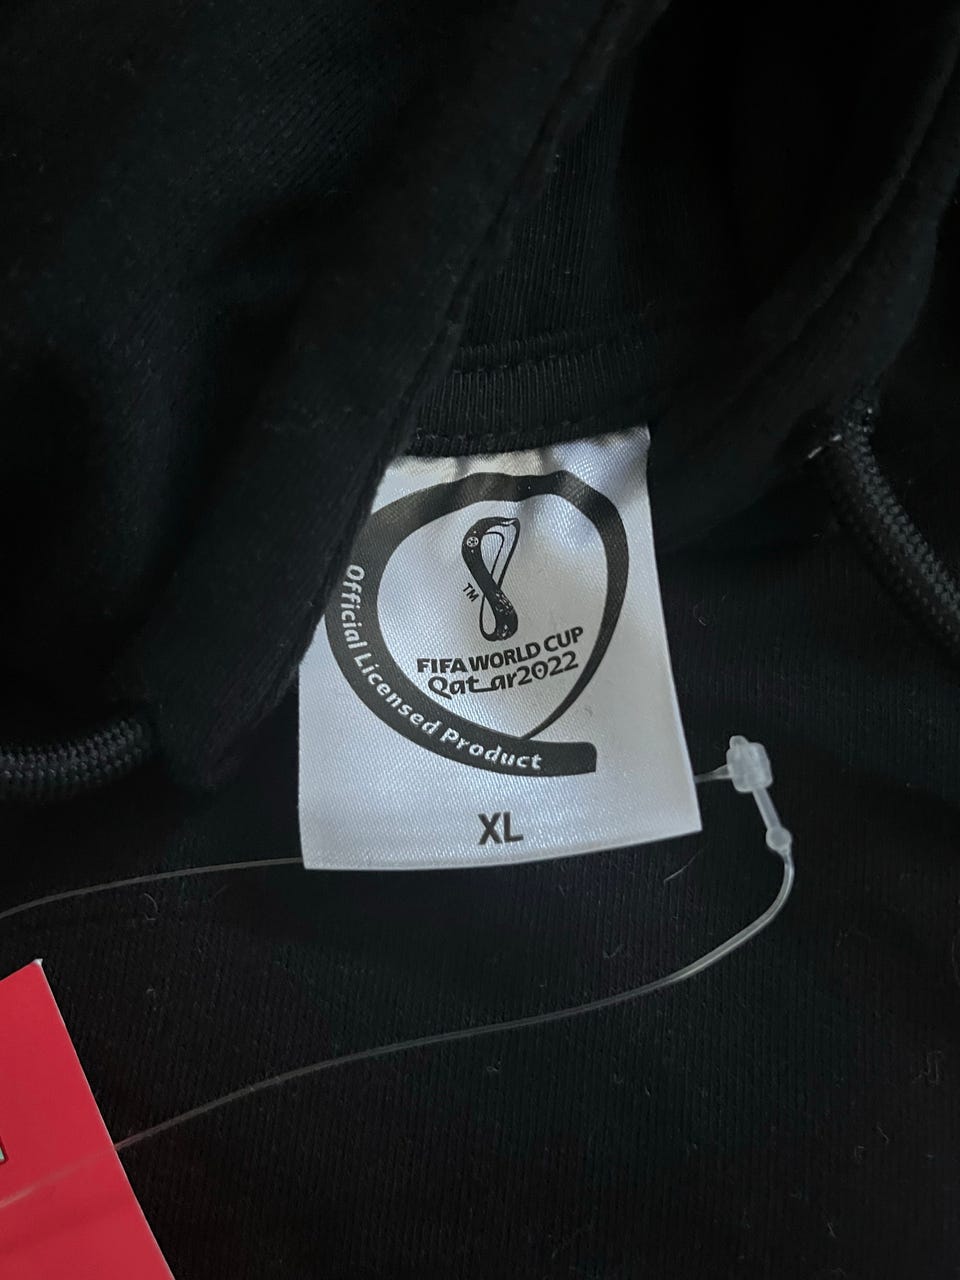 Official Licensed Product
TM
FIFA WORLD CUP
Qatar2022
XL